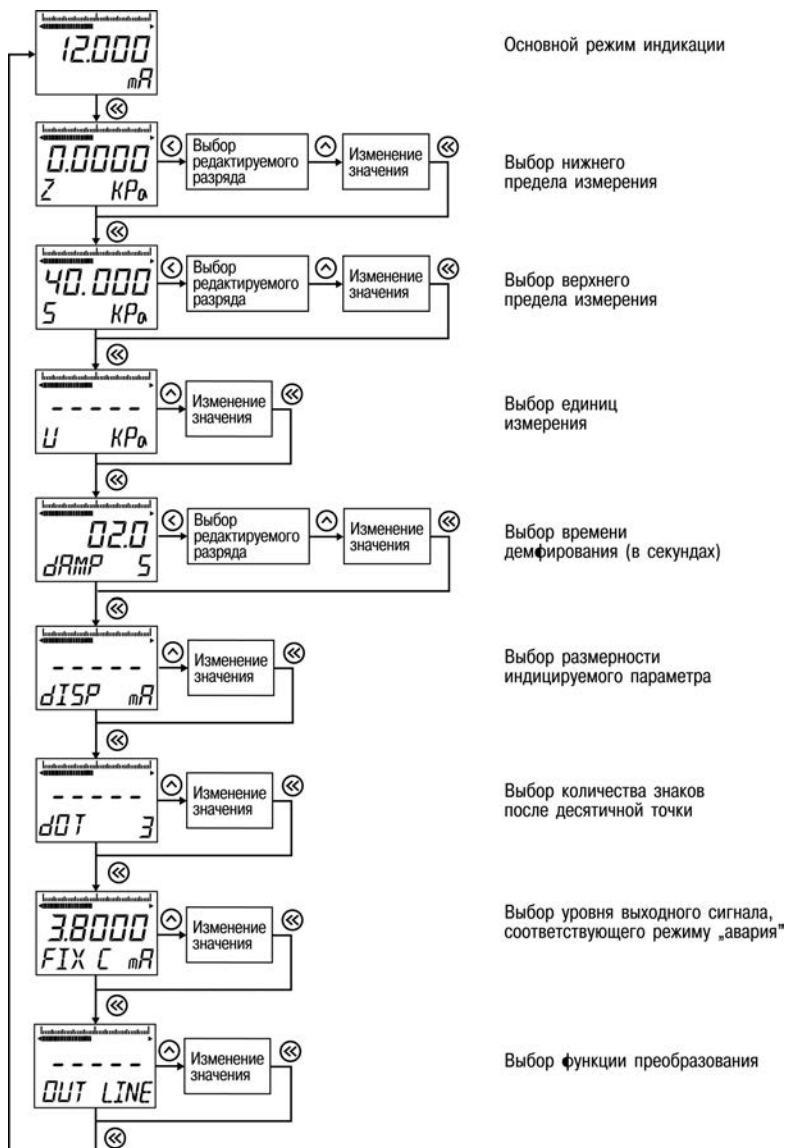 12.000
mA
Основной режим индикации
0.0000
Z KPa
Выбор
редактируемого
разряда
Изменение
значения
Выбор нижнего
предела измерения
40.000
S KPa
Выбор
редактируемого
разряда
Изменение
значения
Выбор верхнего
предела измерения
-----
U KPa
Изменение
значения
Выбор единиц
измерения
02.0
dAMP S
Выбор
редактируемого
разряда
Изменение
значения
Выбор времени
демфирования (в секундах)
-----
dISP mA
Изменение
значения
Выбор размерности
индицируемого параметра
-----
dOT 3
Изменение
значения
Выбор количества знаков
после десятичной точки
3.8000
FIX C mA
Изменение
значения
Выбор уровня выходного сигнала,
соответствующего режиму „авария"
-----
OUT LINE
Изменение
значения
Выбор функции преобразования